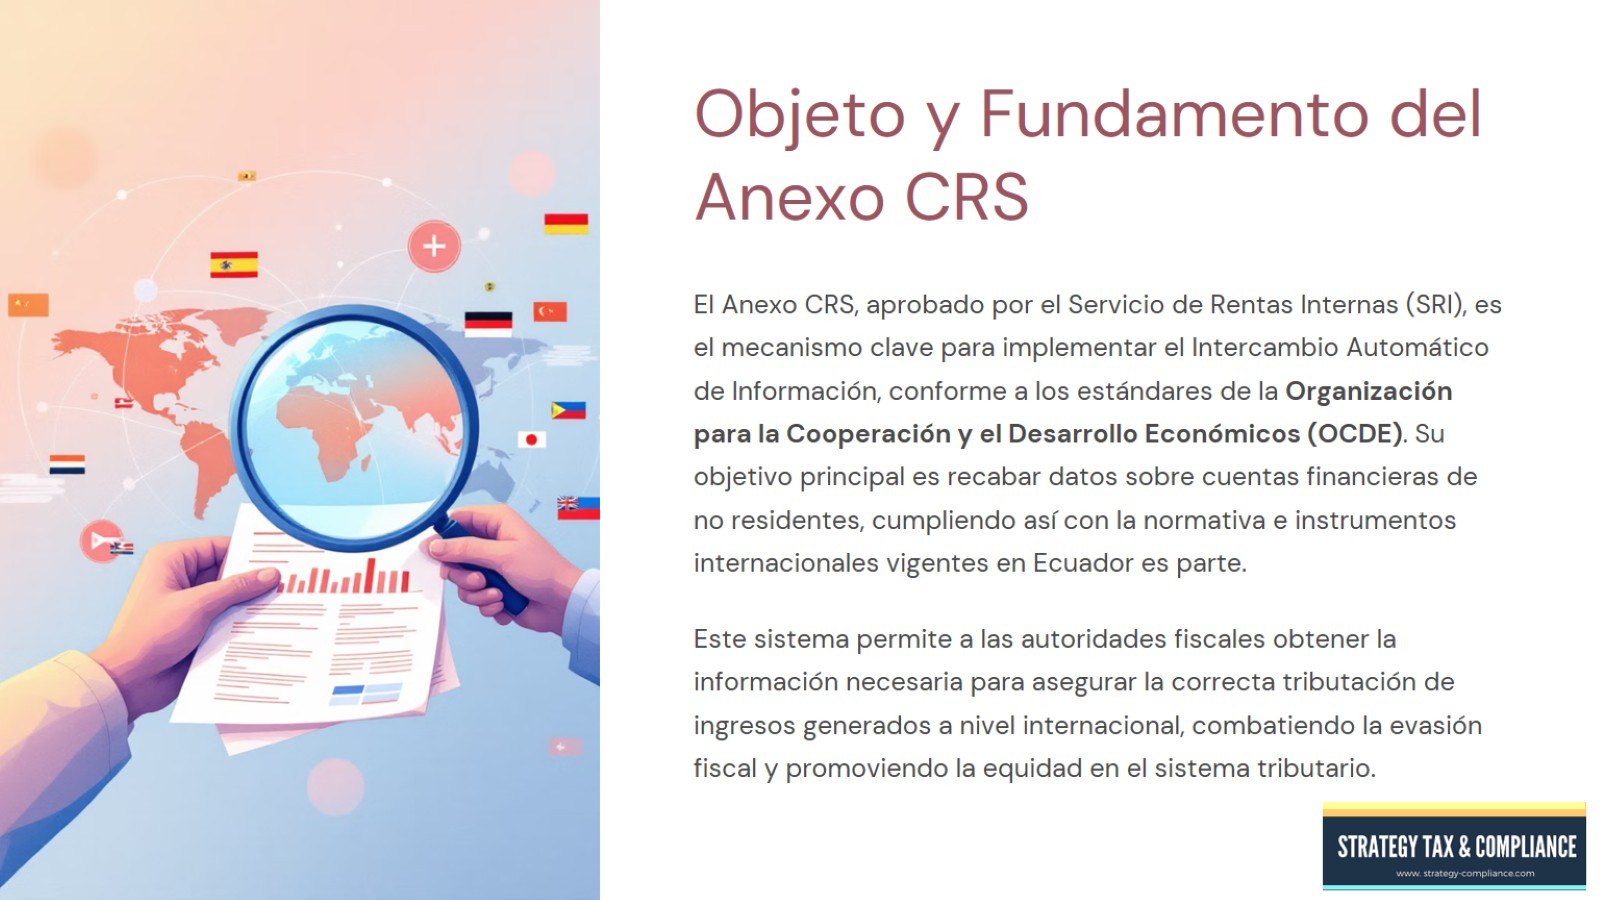 Objeto y Fundamento del
Anexo CRS
El Anexo CRS, aprobado por el Servicio de Rentas Internas (SRI), es
el mecanismo clave para implementar el Intercambio Automático
de Información, conforme a los estándares de la Organización
para la Cooperación y el Desarrollo Económicos (OCDE). Su
objetivo principal es recabar datos sobre cuentas financieras de
no residentes, cumpliendo así con la normativa e instrumentos
internacionales vigentes en Ecuador es parte.
Este sistema permite a las autoridades fiscales obtener la
información necesaria para asegurar la correcta tributación de
ingresos generados a nivel internacional, combatiendo la evasión
fiscal y promoviendo la equidad en el sistema tributario.
STRATEGY TAX & COMPLIANCE
www. strategy-compliance.com